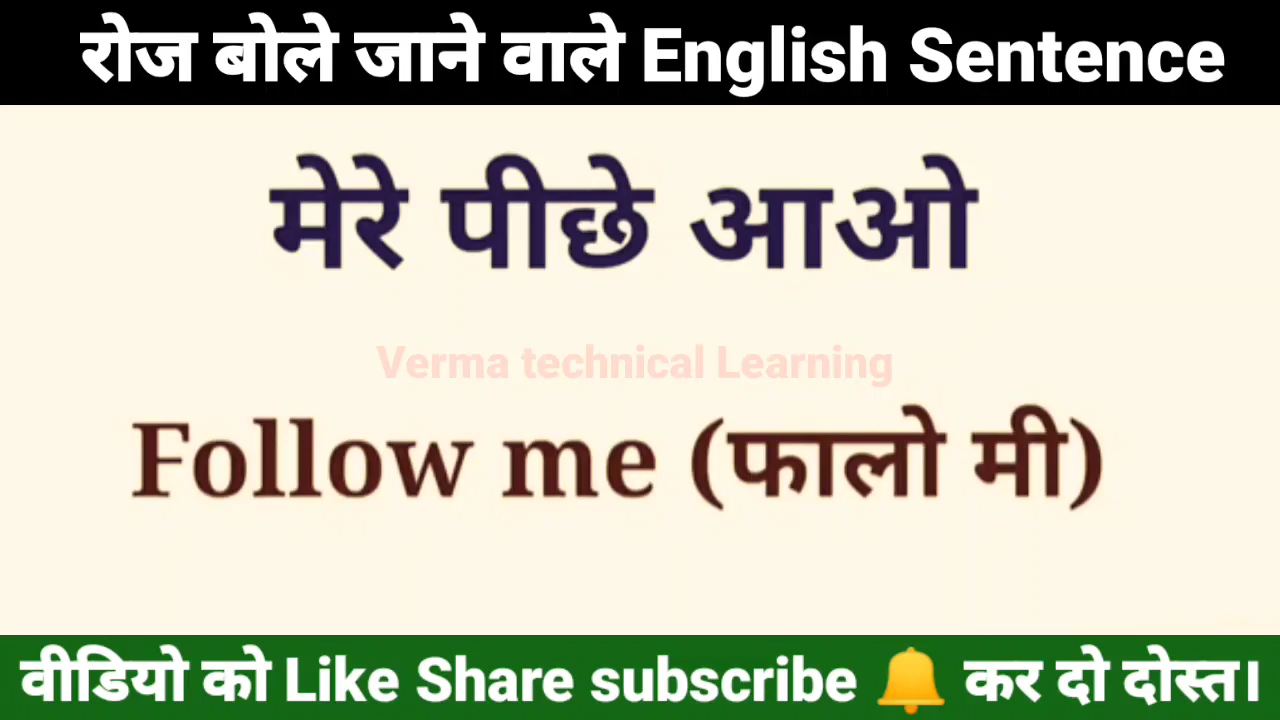 रोज बोले जाने वाले English Sentence
मेरे पीछे आओ
Verma technical Learning
Follow me (फालो मी)
वीडियो को Like Share subscribe 🔔 कर दो दोस्त।